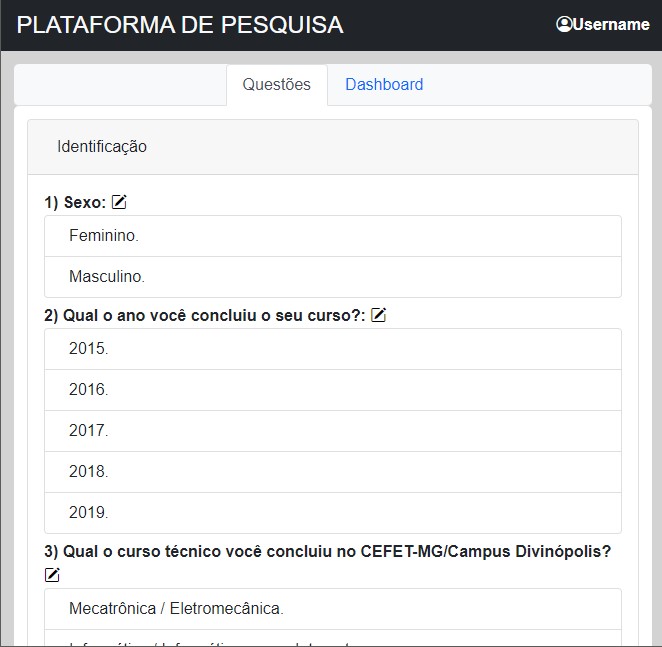 PLATAFORMA DE PESQUISA
Username
Questões
Dashboard
Identificação
1) Sexo:
Feminino.
Masculino.
2) Qual o ano você concluiu o seu curso?:
2015.
2016.
2017.
2018.
2019.
3) Qual o curso técnico você concluiu no CEFET-MG/Campus Divinópolis?
Mecatrônica / Eletromecânica.